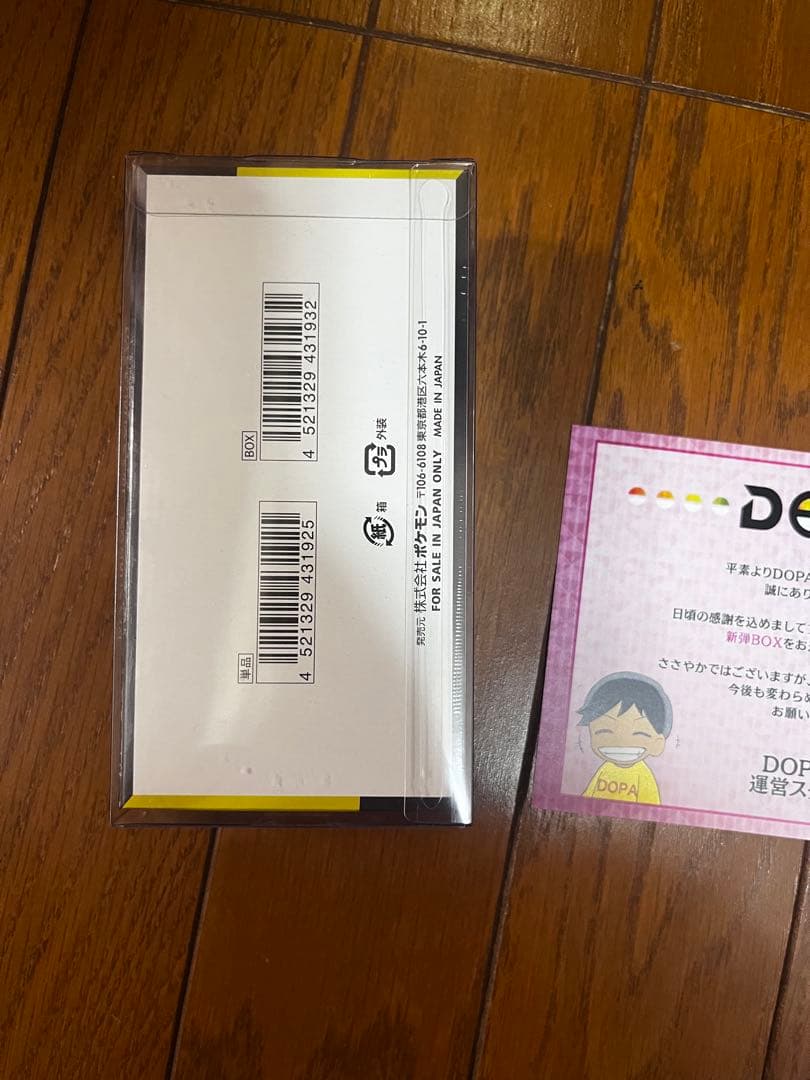 BOX
4 521329 431932
単品
4 521329 431925
紙 箱
プラ 外装
発売元 株式会社ポケモン 〒106-6108 東京都港区六本木6-10-1
FOR SALE IN JAPAN ONLY MADE IN JAPAN
平素よりDOPA
誠にあり
日頃の感謝を込めまして
新弾BOXをお
ささやかではございますが
今後も変わらぬ
お願い
DOP
運営ス
DOPA